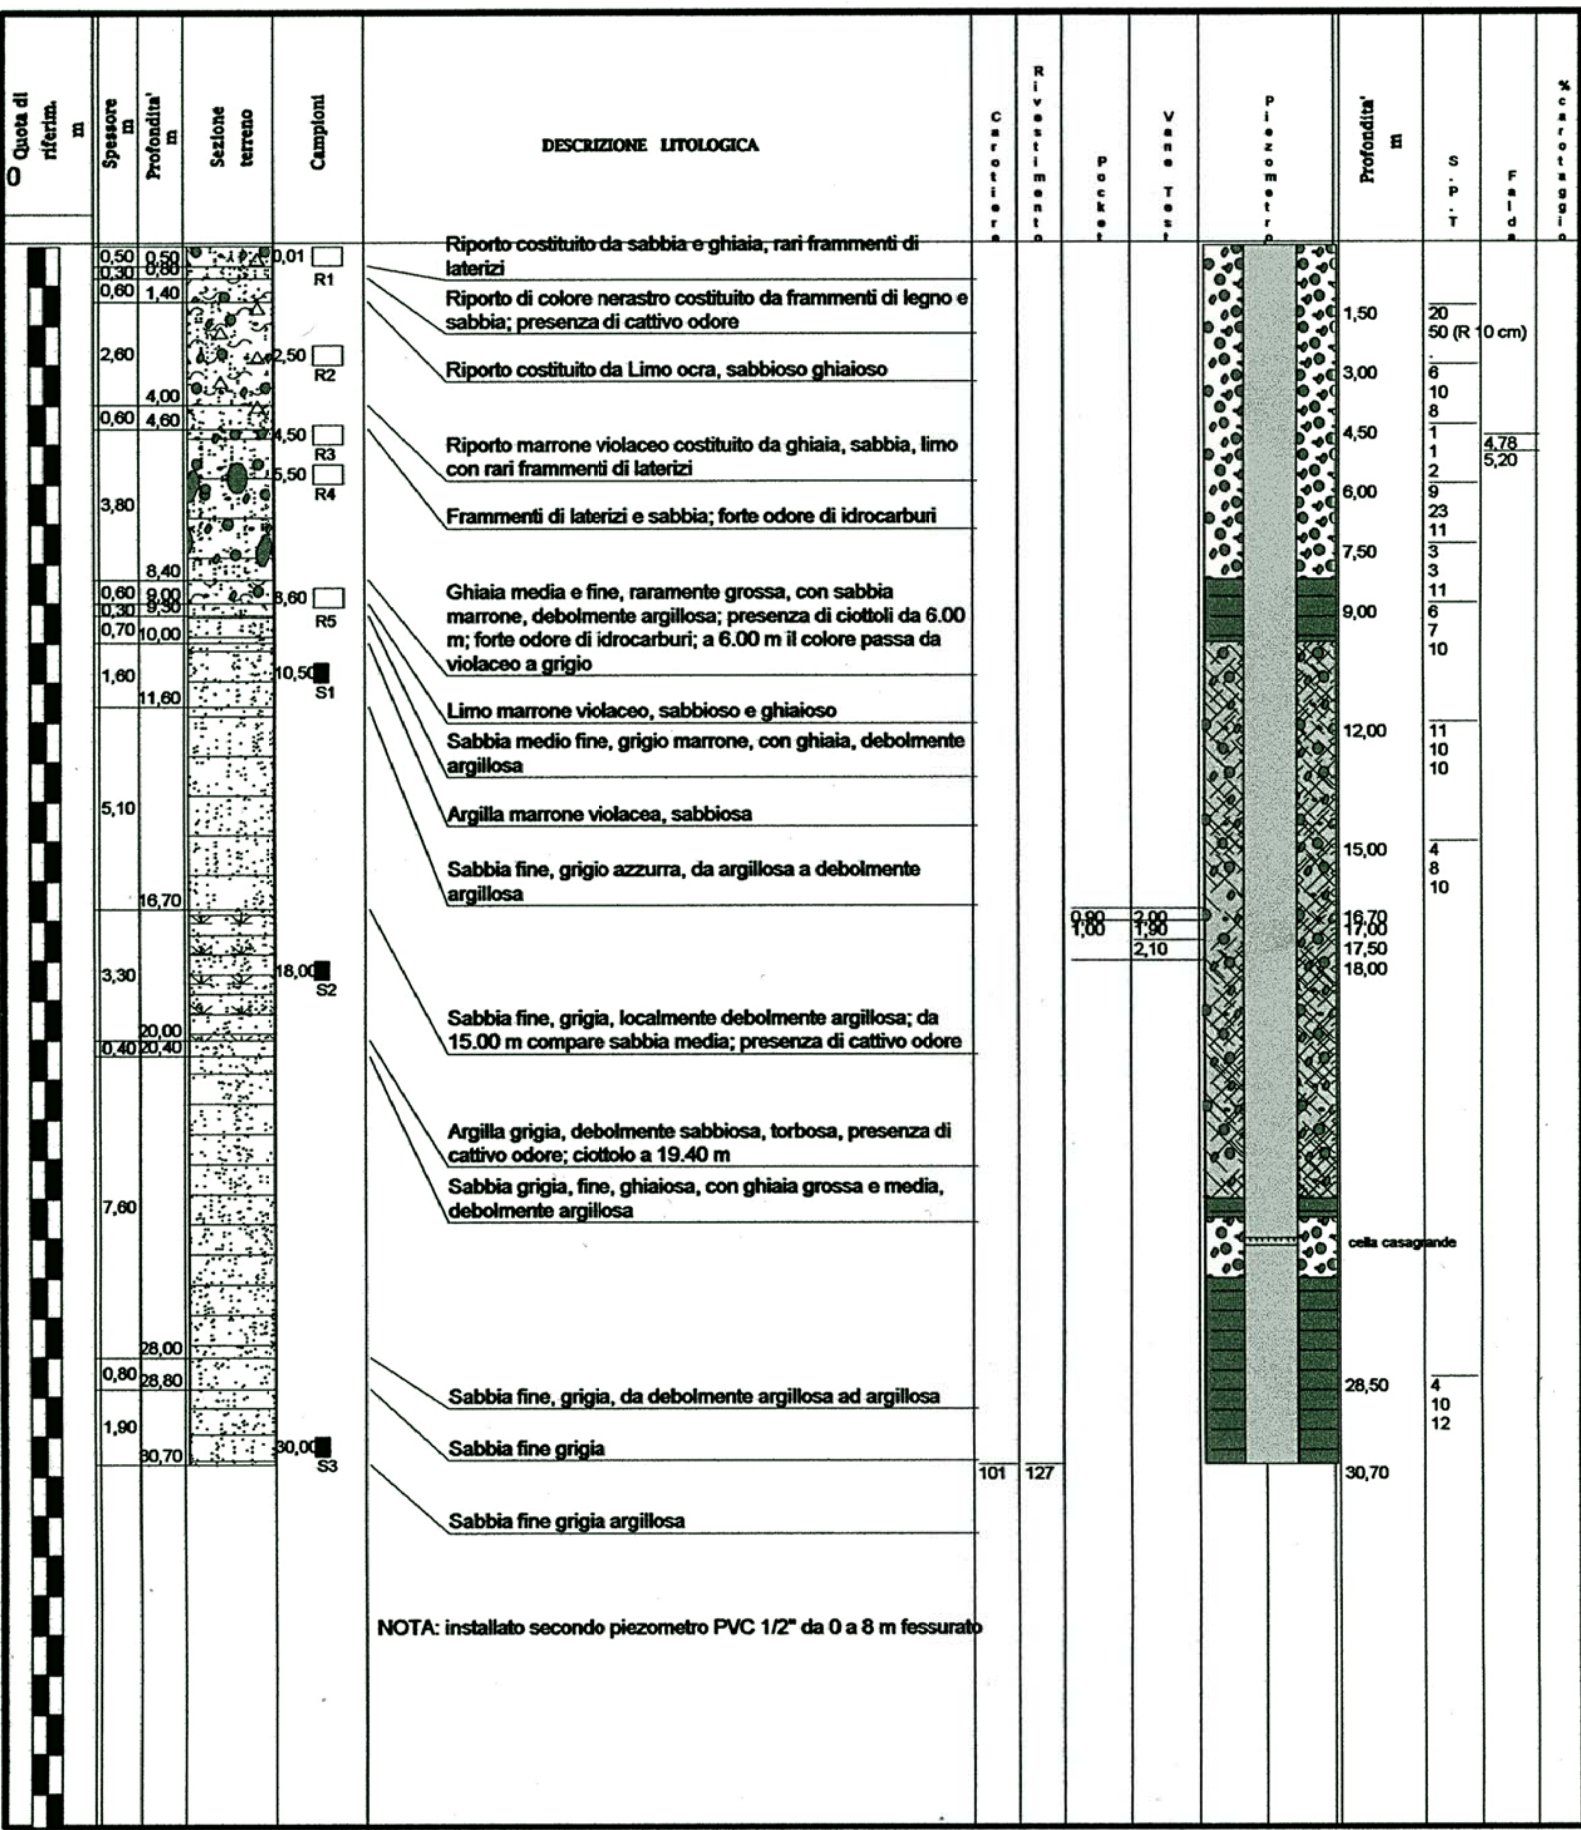 Quota di
riferim.
m
0
Spessore
m
Profondita'
m
Sezione
terreno
Campioni
DESCRIZIONE LITOLOGICA
Carotiere
Rivestimento
Pocket
Vane Test
Piezometro
Profondita'
m
S.P.T.
Falda
% carotaggio
0,50 0,50
0,30 0,80
0,60 1,40
2,60
4,00
0,60 4,60
3,80
8,40
0,60 9,00
0,30 9,30
0,70 10,00
1,60
11,60
5,10
16,70
3,30
20,00
0,40 20,40
7,60
28,00
0,80 28,80
1,90
30,70
0,01
R1
2,50
R2
4,50
R3
5,50
R4
8,60
R5
10,50
S1
18,00
S2
30,00
S3
Riporto costituito da sabbia e ghiaia; rari frammenti di
laterizi
Riporto di colore nerastro costituito da frammenti di legno e
sabbia; presenza di cattivo odore
Riporto costituito da Limo ocra, sabbioso ghiaioso
Riporto marrone violaceo costituito da ghiaia, sabbia, limo
con rari frammenti di laterizi
Frammenti di laterizi e sabbia; forte odore di idrocarburi
Ghiaia media e fine, raramente grossa, con sabbia
marrone, debolmente argillosa; presenza di ciottoli da 6.00
m; forte odore di idrocarburi; a 6.00 m il colore passa da
violaceo a grigio
Limo marrone violaceo, sabbioso e ghiaioso
Sabbia medio fine, grigio marrone, con ghiaia, debolmente
argillosa
Argilla marrone violacea, sabbiosa
Sabbia fine, grigio azzurra, da argillosa a debolmente
argillosa
Sabbia fine, grigia, localmente debolmente argillosa; da
15.00 m compare sabbia media; presenza di cattivo odore
Argilla grigia, debolmente sabbiosa, torbosa, presenza di
cattivo odore; ciottolo a 19.40 m
Sabbia grigia, fine, ghiaiosa, con ghiaia grossa e media,
debolmente argillosa
Sabbia fine, grigia, da debolmente argillosa ad argillosa
Sabbia fine grigia
Sabbia fine grigia argillosa
NOTA: installato secondo piezometro PVC 1/2" da 0 a 8 m fessurato
101 127
0,90 2,00
1,00 1,90
2,10
1,50 20
50 (R 10 cm)
.
3,00 6
10
8
4,50 1
1
2
4,78
5,20
6,00 9
23
11
7,50 3
3
11
9,00 6
7
10
12,00 11
10
10
15,00 4
8
10
16,70
17,00
17,50
18,00
cella casagrande
28,50 4
10
12
30,70